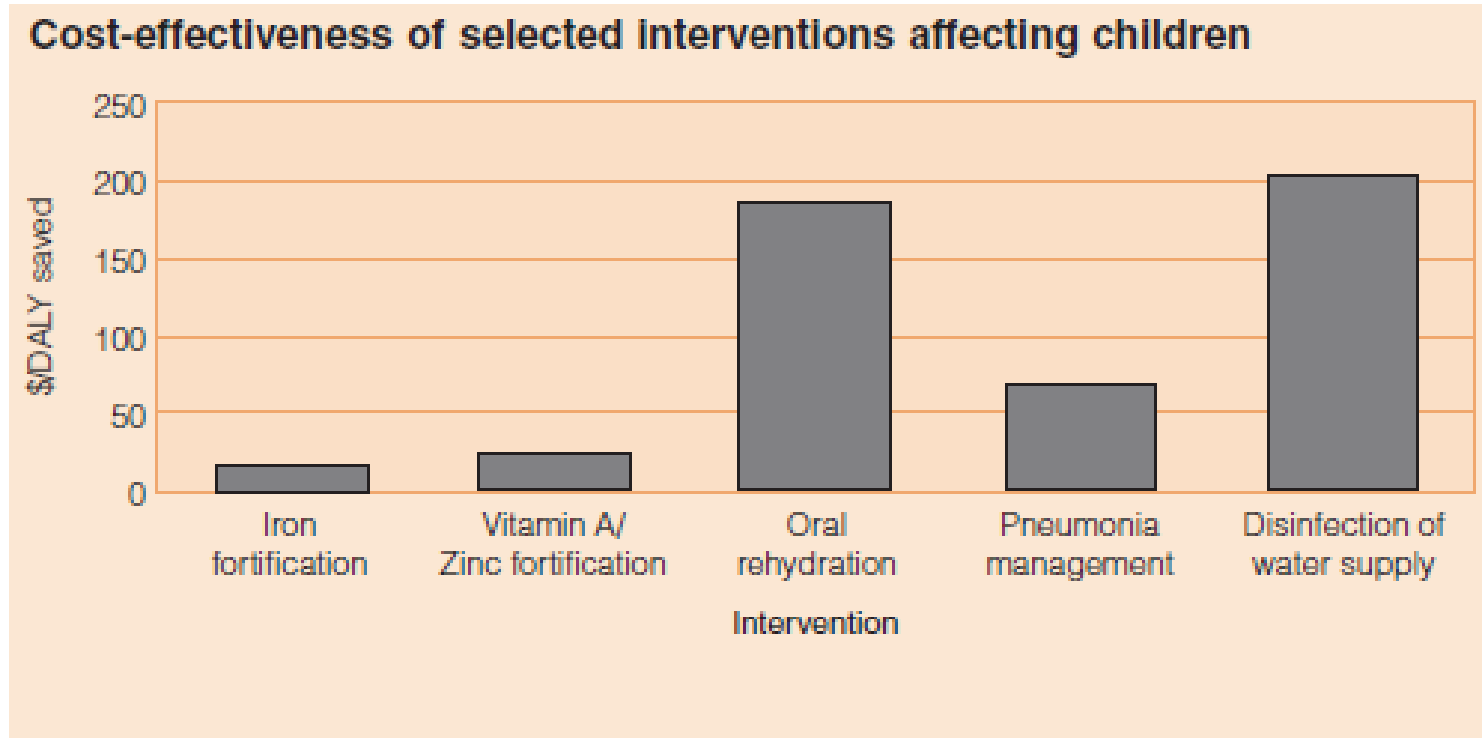 Cost-effectiveness of selected interventions affecting children
250
200
150
100
50
0
$/DALY saved
Iron
fortification
Vitamin A/
Zinc fortification
Oral
rehydration
Pneumonia
management
Disinfection of
water supply
Intervention